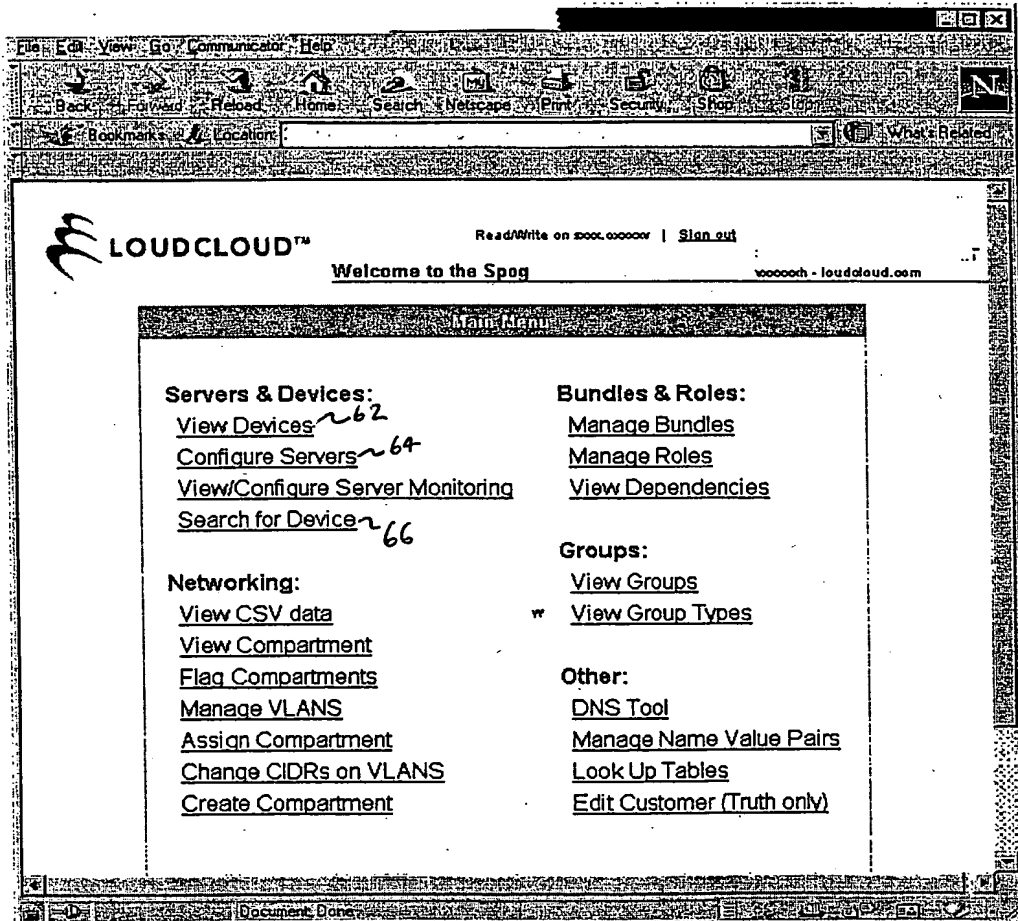 File Edit View Go Communicator Help
Back Forward Reload Home Search Netscape Print Security Shop Stop
Bookmarks Location: What's Related
N
LOUDCLOUD™
Read/Write on | Sign out
Welcome to the Spog
- loudcloud.com
Main Menu
Servers & Devices:
View Devices ~62
Configure Servers ~64
View/Configure Server Monitoring
Search for Device ~66
Networking:
View CSV data
View Compartment
Flag Compartments
Manage VLANS
Assign Compartment
Change CIDRs on VLANS
Create Compartment
Bundles & Roles:
Manage Bundles
Manage Roles
View Dependencies
Groups:
View Groups
View Group Types
Other:
DNS Tool
Manage Name Value Pairs
Look Up Tables
Edit Customer (Truth only)
Document: Done